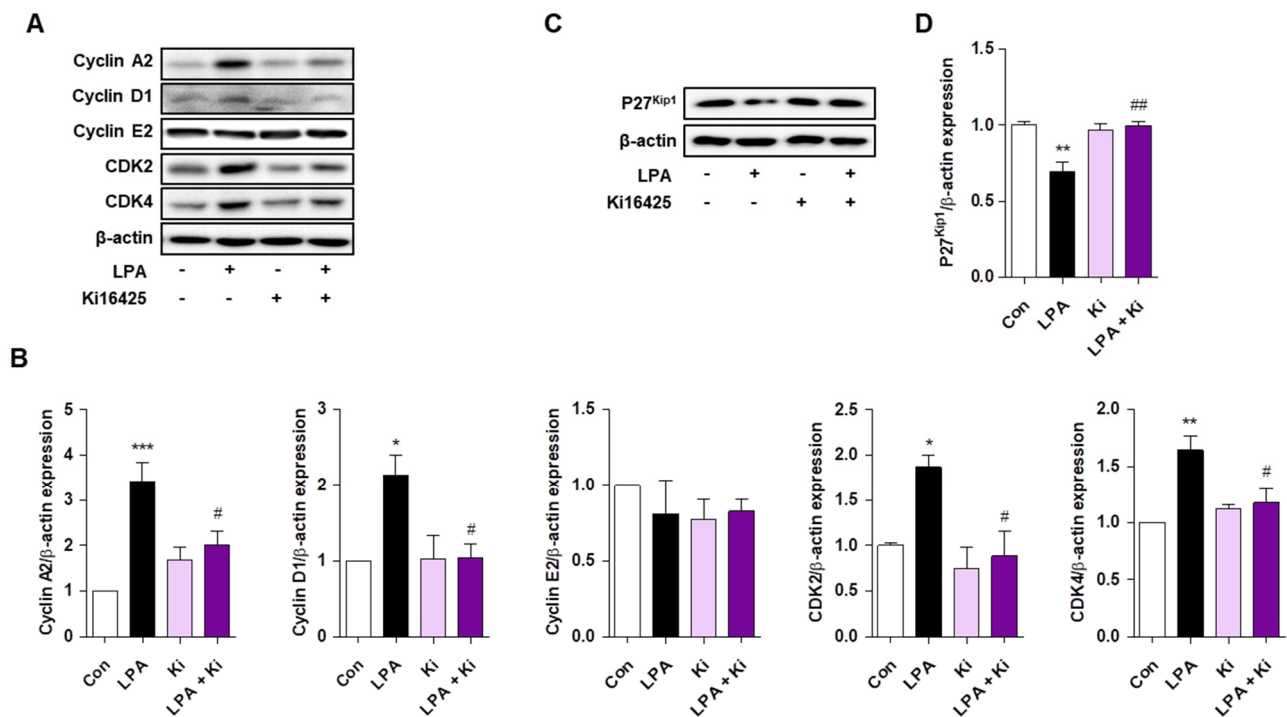 A
Cyclin A2
Cyclin D1
Cyclin E2
CDK2
CDK4
β-actin
LPA - + - +
Ki16425 - - + +
C
P27Kip1
β-actin
LPA - + - +
Ki16425 - - + +
D
P27Kip1/β-actin expression
1.5
1.0
0.5
0.0
**
##
Con
LPA
Ki
LPA + Ki
B
Cyclin A2/β-actin expression
5
4
3
2
1
0
***
#
Con
LPA
Ki
LPA + Ki
Cyclin D1/β-actin expression
3
2
1
0
*
#
Con
LPA
Ki
LPA + Ki
Cyclin E2/β-actin expression
1.5
1.0
0.5
0.0
Con
LPA
Ki
LPA + Ki
CDK2/β-actin expression
2.5
2.0
1.5
1.0
0.5
0.0
*
#
Con
LPA
Ki
LPA + Ki
CDK4/β-actin expression
2.0
1.5
1.0
0.5
0.0
**
#
Con
LPA
Ki
LPA + Ki